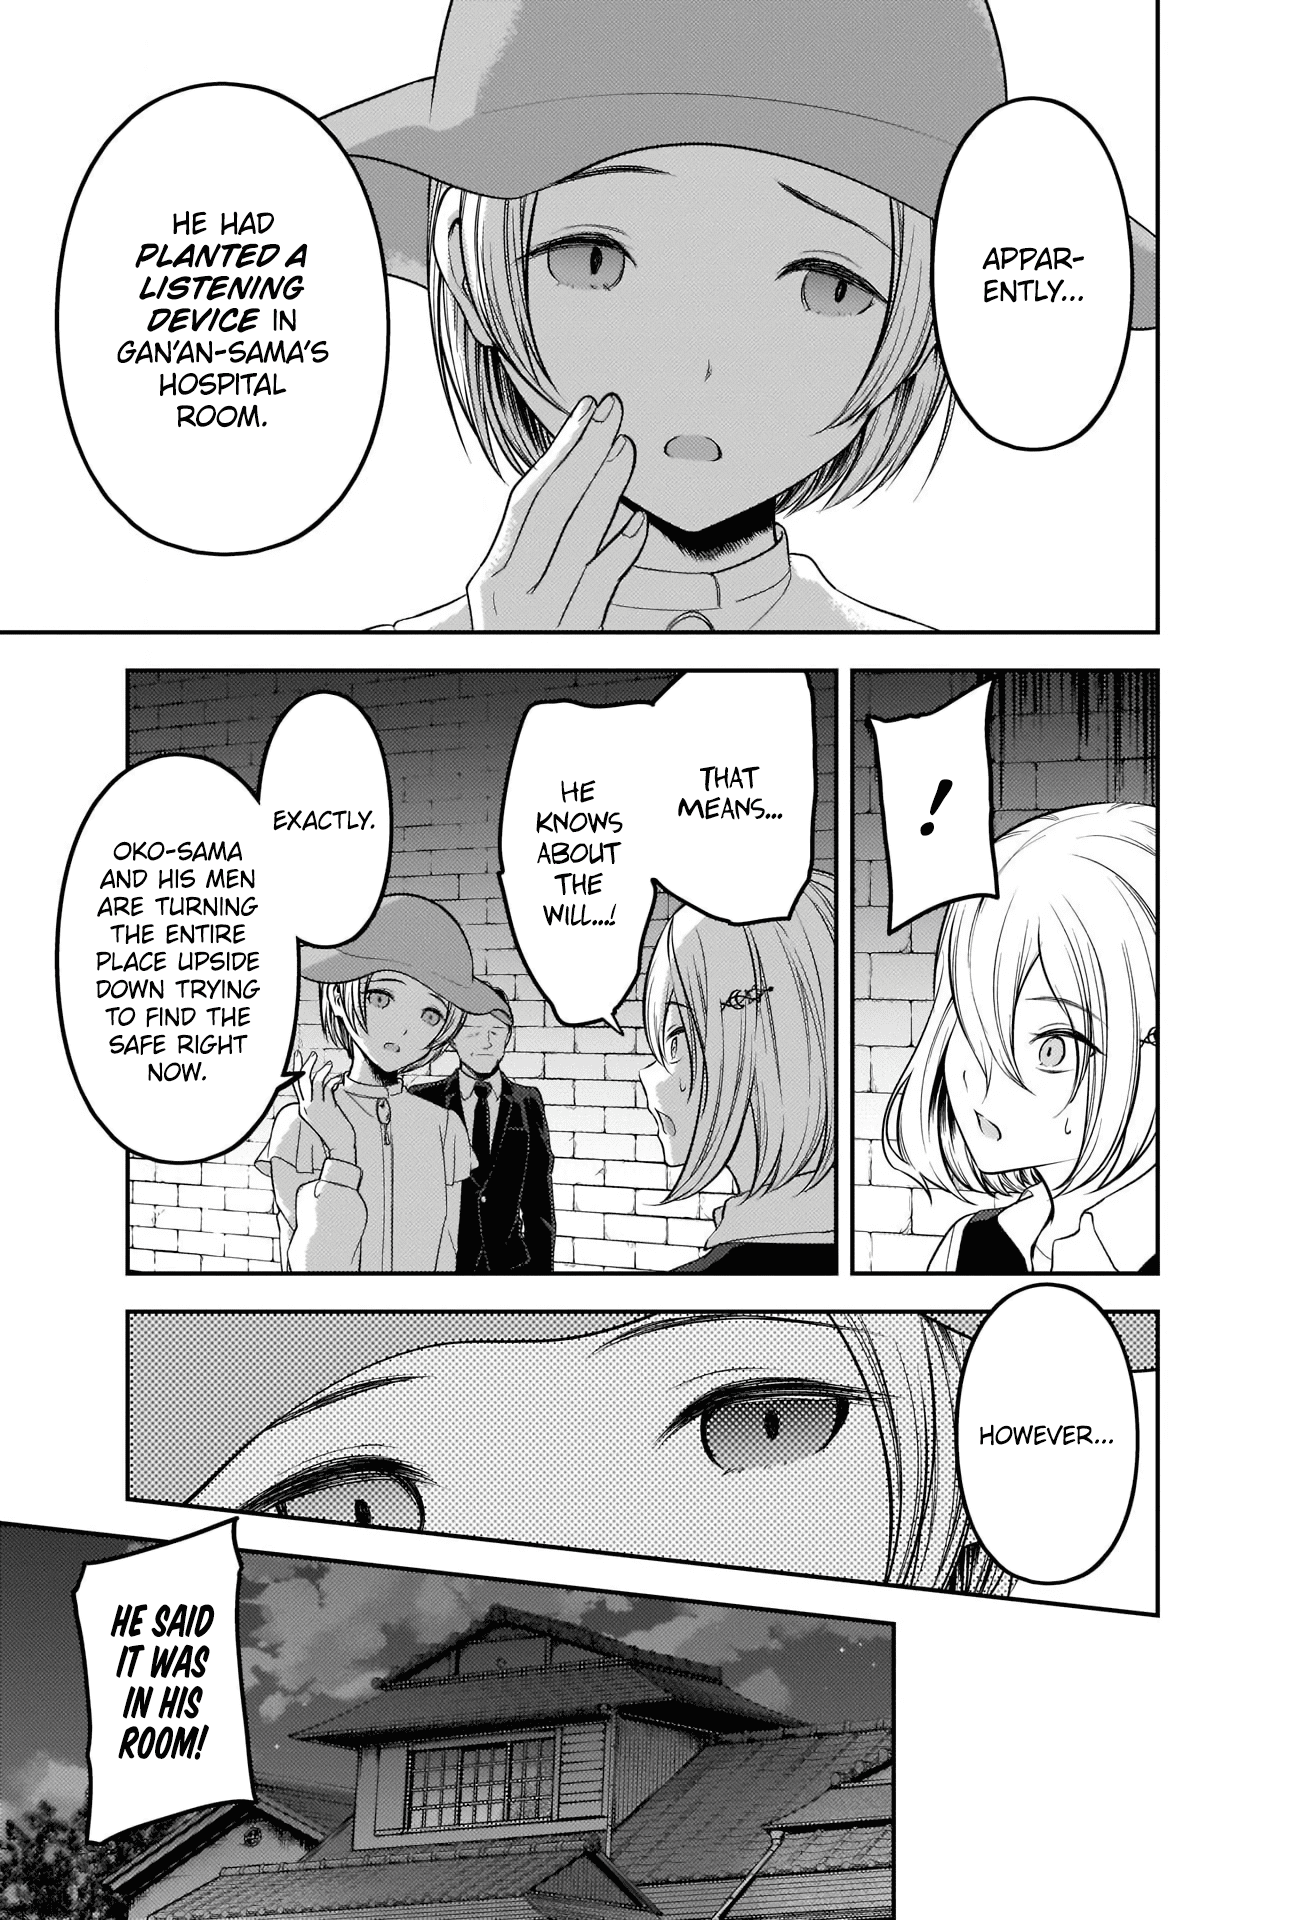 APPAR-
ENTLY...
HE HAD
PLANTED A
LISTENING
DEVICE IN
GAN'AN-SAMA'S
HOSPITAL
ROOM.
!
THAT
MEANS...
HE
KNOWS
ABOUT
THE
WILL...!
EXACTLY.
OKO-SAMA
AND HIS MEN
ARE TURNING
THE ENTIRE
PLACE UPSIDE
DOWN TRYING
TO FIND THE
SAFE RIGHT
NOW.
HOWEVER...
HE SAID
IT WAS
IN HIS
ROOM!